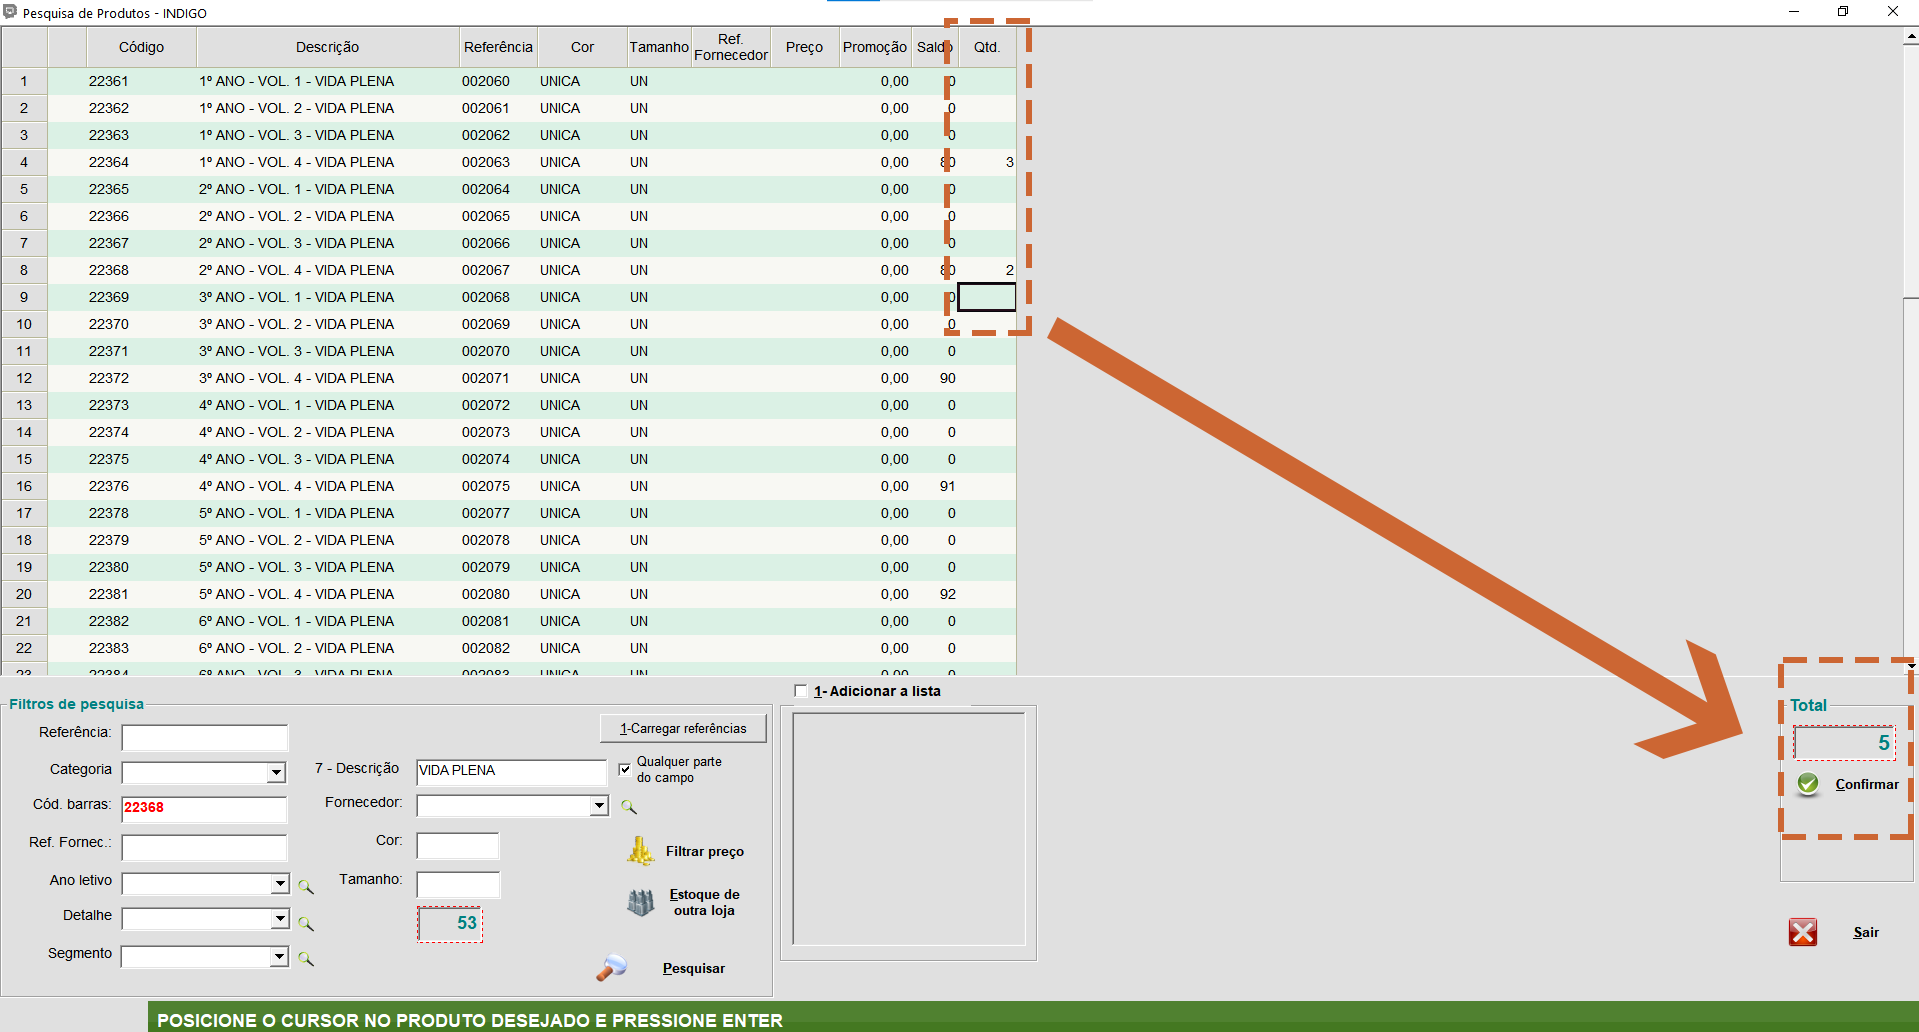 Pesquisa de Produtos - INDIGO
Código Descrição Referência Cor Tamanho Ref. Fornecedor Preço Promoção Saldo Qtd.
1 22361 1º ANO - VOL. 1 - VIDA PLENA 002060 UNICA UN 0,00 0
2 22362 1º ANO - VOL. 2 - VIDA PLENA 002061 UNICA UN 0,00 0
3 22363 1º ANO - VOL. 3 - VIDA PLENA 002062 UNICA UN 0,00 0
4 22364 1º ANO - VOL. 4 - VIDA PLENA 002063 UNICA UN 0,00 80 3
5 22365 2º ANO - VOL. 1 - VIDA PLENA 002064 UNICA UN 0,00 0
6 22366 2º ANO - VOL. 2 - VIDA PLENA 002065 UNICA UN 0,00 0
7 22367 2º ANO - VOL. 3 - VIDA PLENA 002066 UNICA UN 0,00 0
8 22368 2º ANO - VOL. 4 - VIDA PLENA 002067 UNICA UN 0,00 80 2
9 22369 3º ANO - VOL. 1 - VIDA PLENA 002068 UNICA UN 0,00 0
10 22370 3º ANO - VOL. 2 - VIDA PLENA 002069 UNICA UN 0,00 0
11 22371 3º ANO - VOL. 3 - VIDA PLENA 002070 UNICA UN 0,00 0
12 22372 3º ANO - VOL. 4 - VIDA PLENA 002071 UNICA UN 0,00 90
13 22373 4º ANO - VOL. 1 - VIDA PLENA 002072 UNICA UN 0,00 0
14 22374 4º ANO - VOL. 2 - VIDA PLENA 002073 UNICA UN 0,00 0
15 22375 4º ANO - VOL. 3 - VIDA PLENA 002074 UNICA UN 0,00 0
16 22376 4º ANO - VOL. 4 - VIDA PLENA 002075 UNICA UN 0,00 91
17 22378 5º ANO - VOL. 1 - VIDA PLENA 002077 UNICA UN 0,00 0
18 22379 5º ANO - VOL. 2 - VIDA PLENA 002078 UNICA UN 0,00 0
19 22380 5º ANO - VOL. 3 - VIDA PLENA 002079 UNICA UN 0,00 0
20 22381 5º ANO - VOL. 4 - VIDA PLENA 002080 UNICA UN 0,00 92
21 22382 6º ANO - VOL. 1 - VIDA PLENA 002081 UNICA UN 0,00 0
22 22383 6º ANO - VOL. 2 - VIDA PLENA 002082 UNICA UN 0,00 0
23 22384 6º ANO - VOL. 3 - VIDA PLENA 002083 UNICA UN 0,00 0
Filtros de pesquisa
Referência:
1-Carregar referências
Categoria
7 - Descrição VIDA PLENA
Qualquer parte
do campo
Cód. barras: 22368
Fornecedor:
Ref. Fornec.:
Cor:
Filtrar preço
Ano letivo
Tamanho:
Estoque de
outra loja
Detalhe
53
Segmento
Pesquisar
1- Adicionar a lista
Total
5
Confirmar
Sair
POSICIONE O CURSOR NO PRODUTO DESEJADO E PRESSIONE ENTER